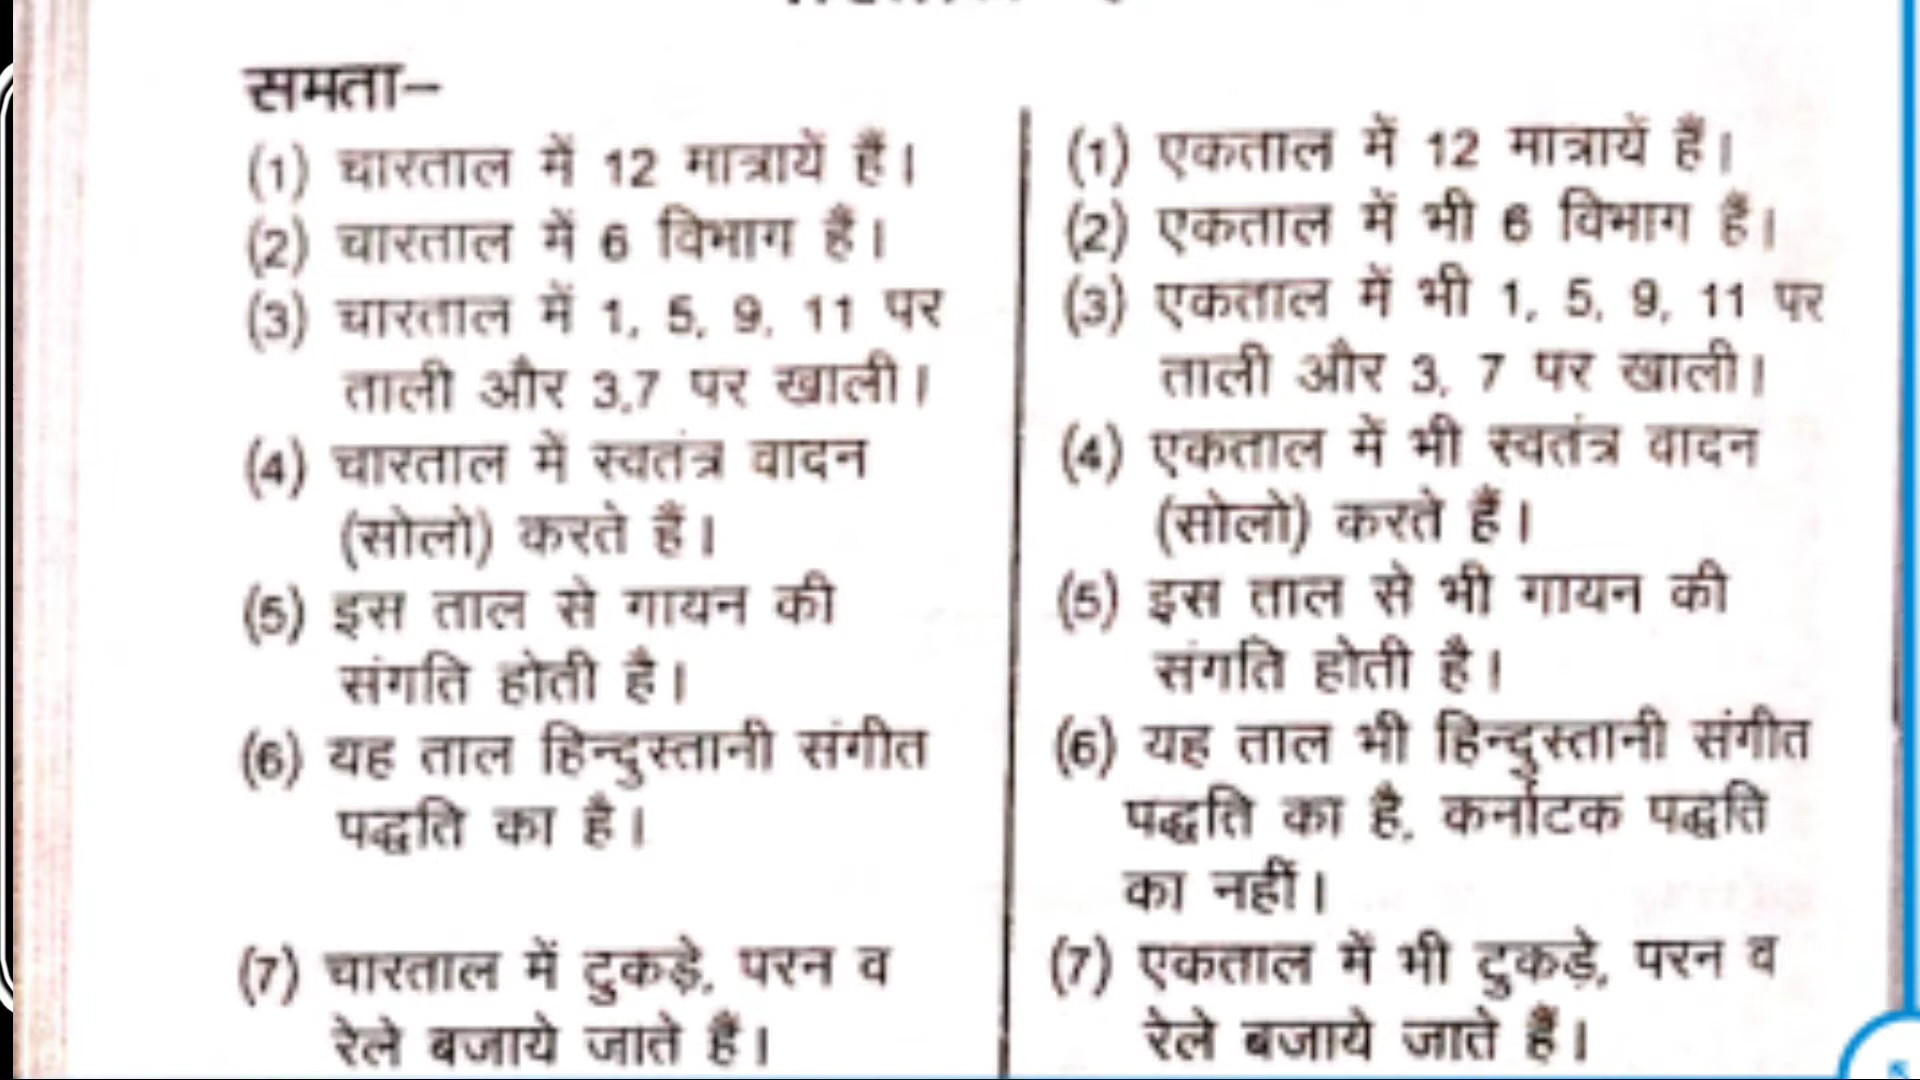 समता–
(1) चारताल में 12 मात्रायें हैं।
(2) चारताल में 6 विभाग हैं।
(3) चारताल में 1, 5, 9, 11 पर
ताली और 3,7 पर खाली।
(4) चारताल में स्वतंत्र वादन
(सोलो) करते हैं।
(5) इस ताल से गायन की
संगति होती है।
(6) यह ताल हिन्दुस्तानी संगीत
पद्धति का है।
(7) चारताल में टुकड़े, परन व
रेले बजाये जाते हैं।
(1) एकताल में 12 मात्रायें हैं।
(2) एकताल में भी 6 विभाग हैं।
(3) एकताल में भी 1, 5, 9, 11 पर
ताली और 3, 7 पर खाली।
(4) एकताल में भी स्वतंत्र वादन
(सोलो) करते हैं।
(5) इस ताल से भी गायन की
संगति होती है।
(6) यह ताल भी हिन्दुस्तानी संगीत
पद्धति का है, कर्नाटक पद्धति
का नहीं।
(7) एकताल में भी टुकड़े, परन व
रेले बजाये जाते हैं।